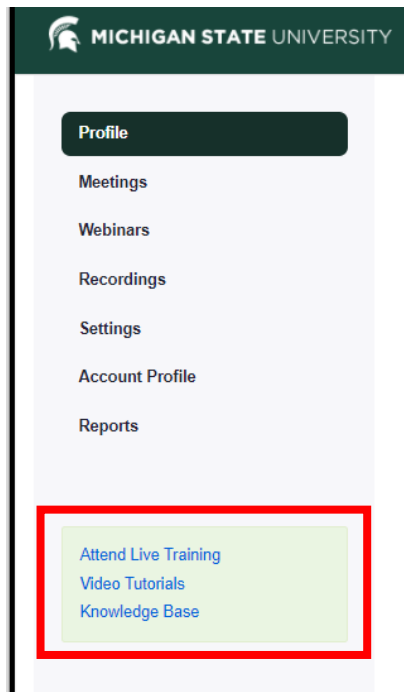 MICHIGAN STATE UNIVERSITY
Profile
Meetings
Webinars
Recordings
Settings
Account Profile
Reports
Attend Live Training
Video Tutorials
Knowledge Base